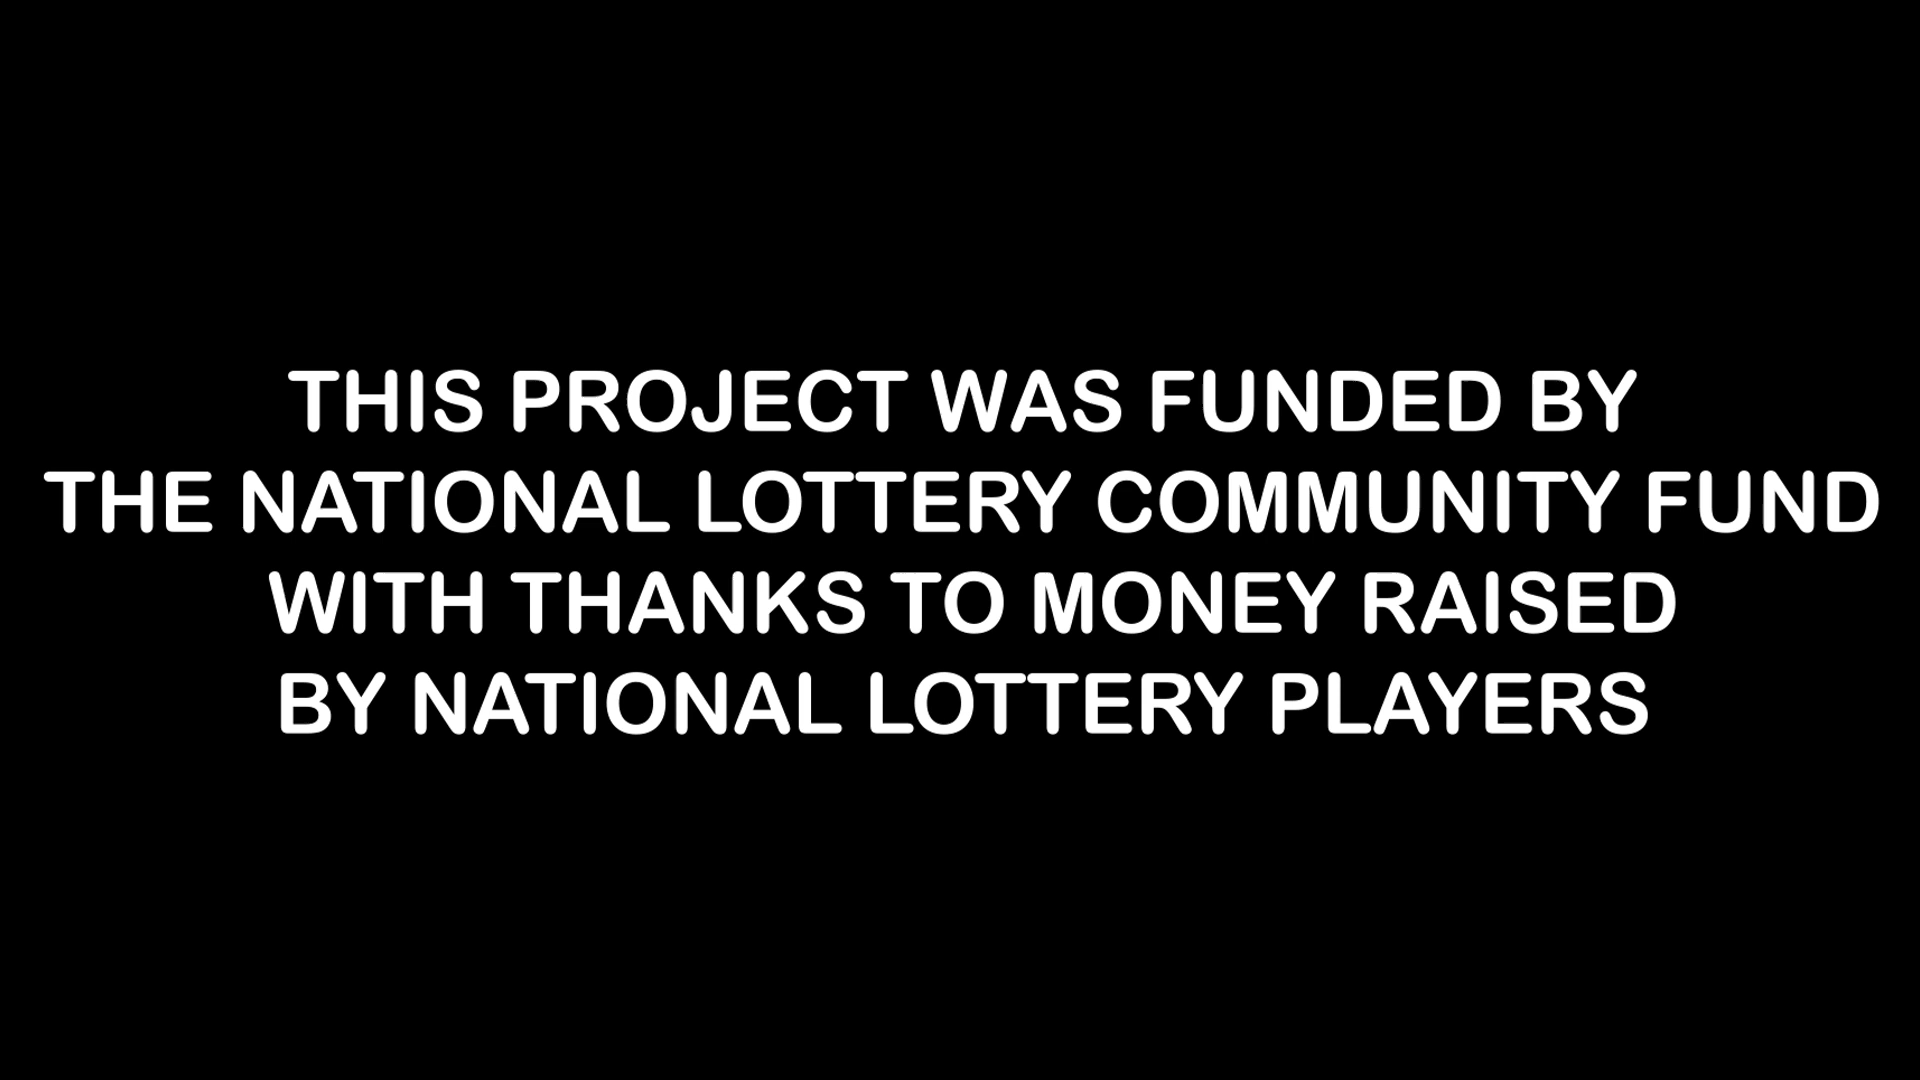 THIS PROJECT WAS FUNDED BY
THE NATIONAL LOTTERY COMMUNITY FUND
WITH THANKS TO MONEY RAISED
BY NATIONAL LOTTERY PLAYERS